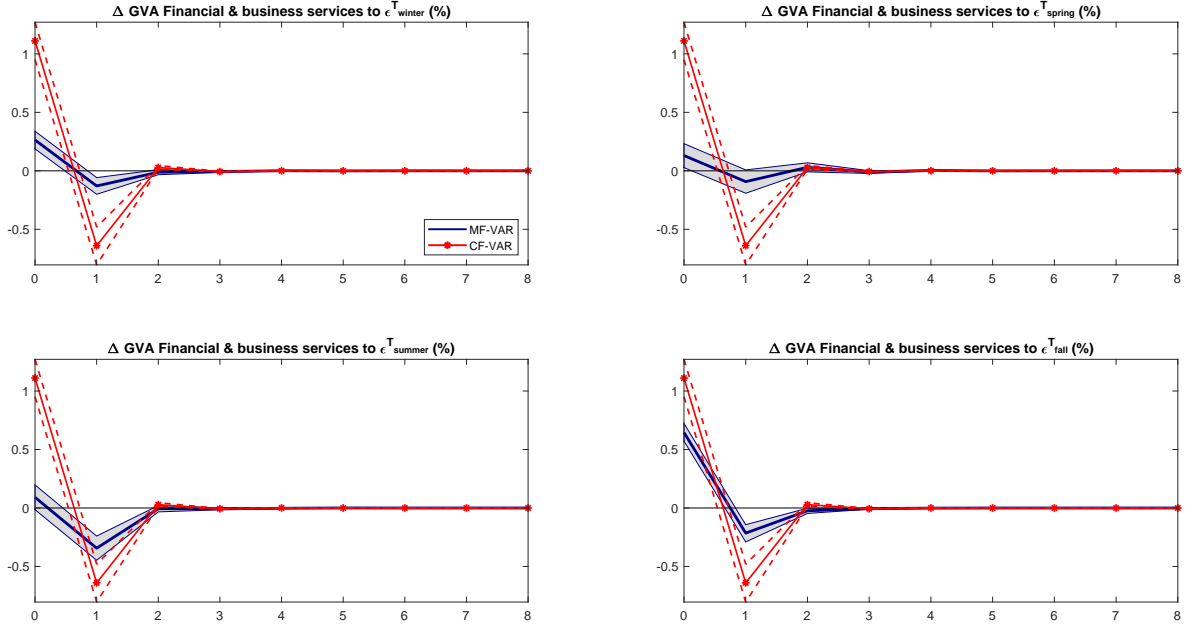 Δ GVA Financial & business services to ϵ^T_winter (%)
Δ GVA Financial & business services to ϵ^T_spring (%)
1
0.5
0
-0.5
MF-VAR
CF-VAR
0 1 2 3 4 5 6 7 8
1
0.5
0
-0.5
0 1 2 3 4 5 6 7 8
Δ GVA Financial & business services to ϵ^T_summer (%)
Δ GVA Financial & business services to ϵ^T_fall (%)
1
0.5
0
-0.5
0 1 2 3 4 5 6 7 8
1
0.5
0
-0.5
0 1 2 3 4 5 6 7 8